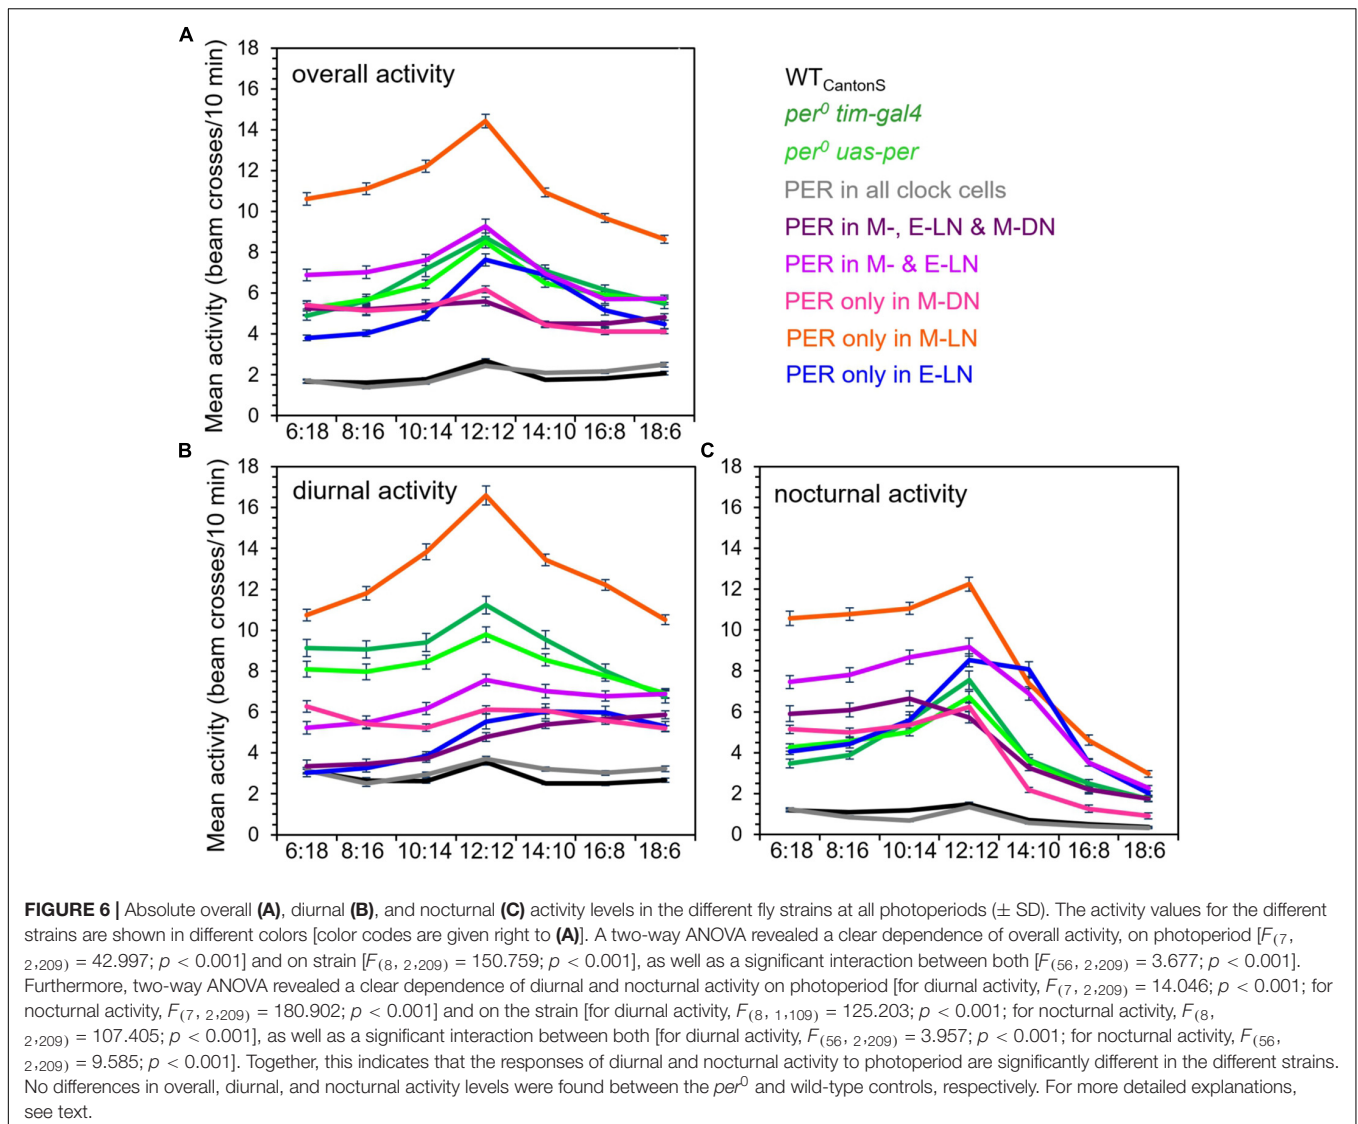 A
Mean activity (beam crosses/10 min)
18
16
14
12
10
8
6
4
2
0
overall activity
6:18 8:16 10:14 12:12 14:10 16:8 18:6
WTCantonS
per0 tim-gal4
per0 uas-per
PER in all clock cells
PER in M-, E-LN & M-DN
PER in M- & E-LN
PER only in M-DN
PER only in M-LN
PER only in E-LN
B
Mean activity (beam crosses/10 min)
18
16
14
12
10
8
6
4
2
0
diurnal activity
6:18 8:16 10:14 12:12 14:10 16:8 18:6
C
18
16
14
12
10
8
6
4
2
0
nocturnal activity
6:18 8:16 10:14 12:12 14:10 16:8 18:6
FIGURE 6 | Absolute overall (A), diurnal (B), and nocturnal (C) activity levels in the different fly strains at all photoperiods (± SD). The activity values for the different
strains are shown in different colors [color codes are given right to (A)]. A two-way ANOVA revealed a clear dependence of overall activity, on photoperiod [F(7,
2,209) = 42.997; p < 0.001] and on strain [F(8, 2,209) = 150.759; p < 0.001], as well as a significant interaction between both [F(56, 2,209) = 3.677; p < 0.001].
Furthermore, two-way ANOVA revealed a clear dependence of diurnal and nocturnal activity on photoperiod [for diurnal activity, F(7, 2,209) = 14.046; p < 0.001; for
nocturnal activity, F(7, 2,209) = 180.902; p < 0.001] and on the strain [for diurnal activity, F(8, 1,109) = 125.203; p < 0.001; for nocturnal activity, F(8,
2,209) = 107.405; p < 0.001], as well as a significant interaction between both [for diurnal activity, F(56, 2,209) = 3.957; p < 0.001; for nocturnal activity, F(56,
2,209) = 9.585; p < 0.001]. Together, this indicates that the responses of diurnal and nocturnal activity to photoperiod are significantly different in the different strains.
No differences in overall, diurnal, and nocturnal activity levels were found between the per0 and wild-type controls, respectively. For more detailed explanations,
see text.